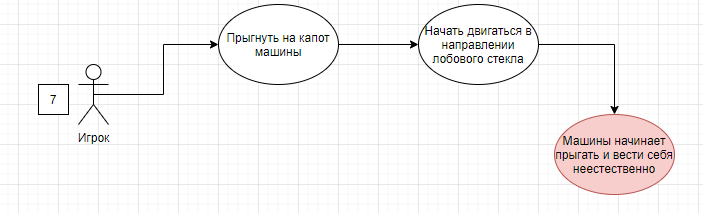 Прыгнуть на капот
машины
Начать двигаться в
направлении
лобового стекла
7
Игрок
Машины начинает
прыгать и вести себя
неестественно